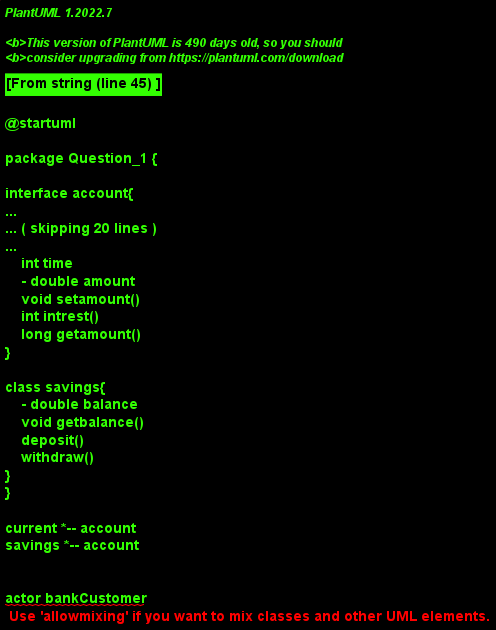 PlantUML 1.2022.7
<b>This version of PlantUML is 490 days old, so you should
<b>consider upgrading from https://plantuml.com/download
[From string (line 45) ]
@startuml
package Question_1 {
interface account{
...
... ( skipping 20 lines )
...
int time
- double amount
void setamount()
int intrest()
long getamount()
}
class savings{
- double balance
void getbalance()
deposit()
withdraw()
}
}
current *-- account
savings *-- account
actor bankCustomer
Use 'allowmixing' if you want to mix classes and other UML elements.